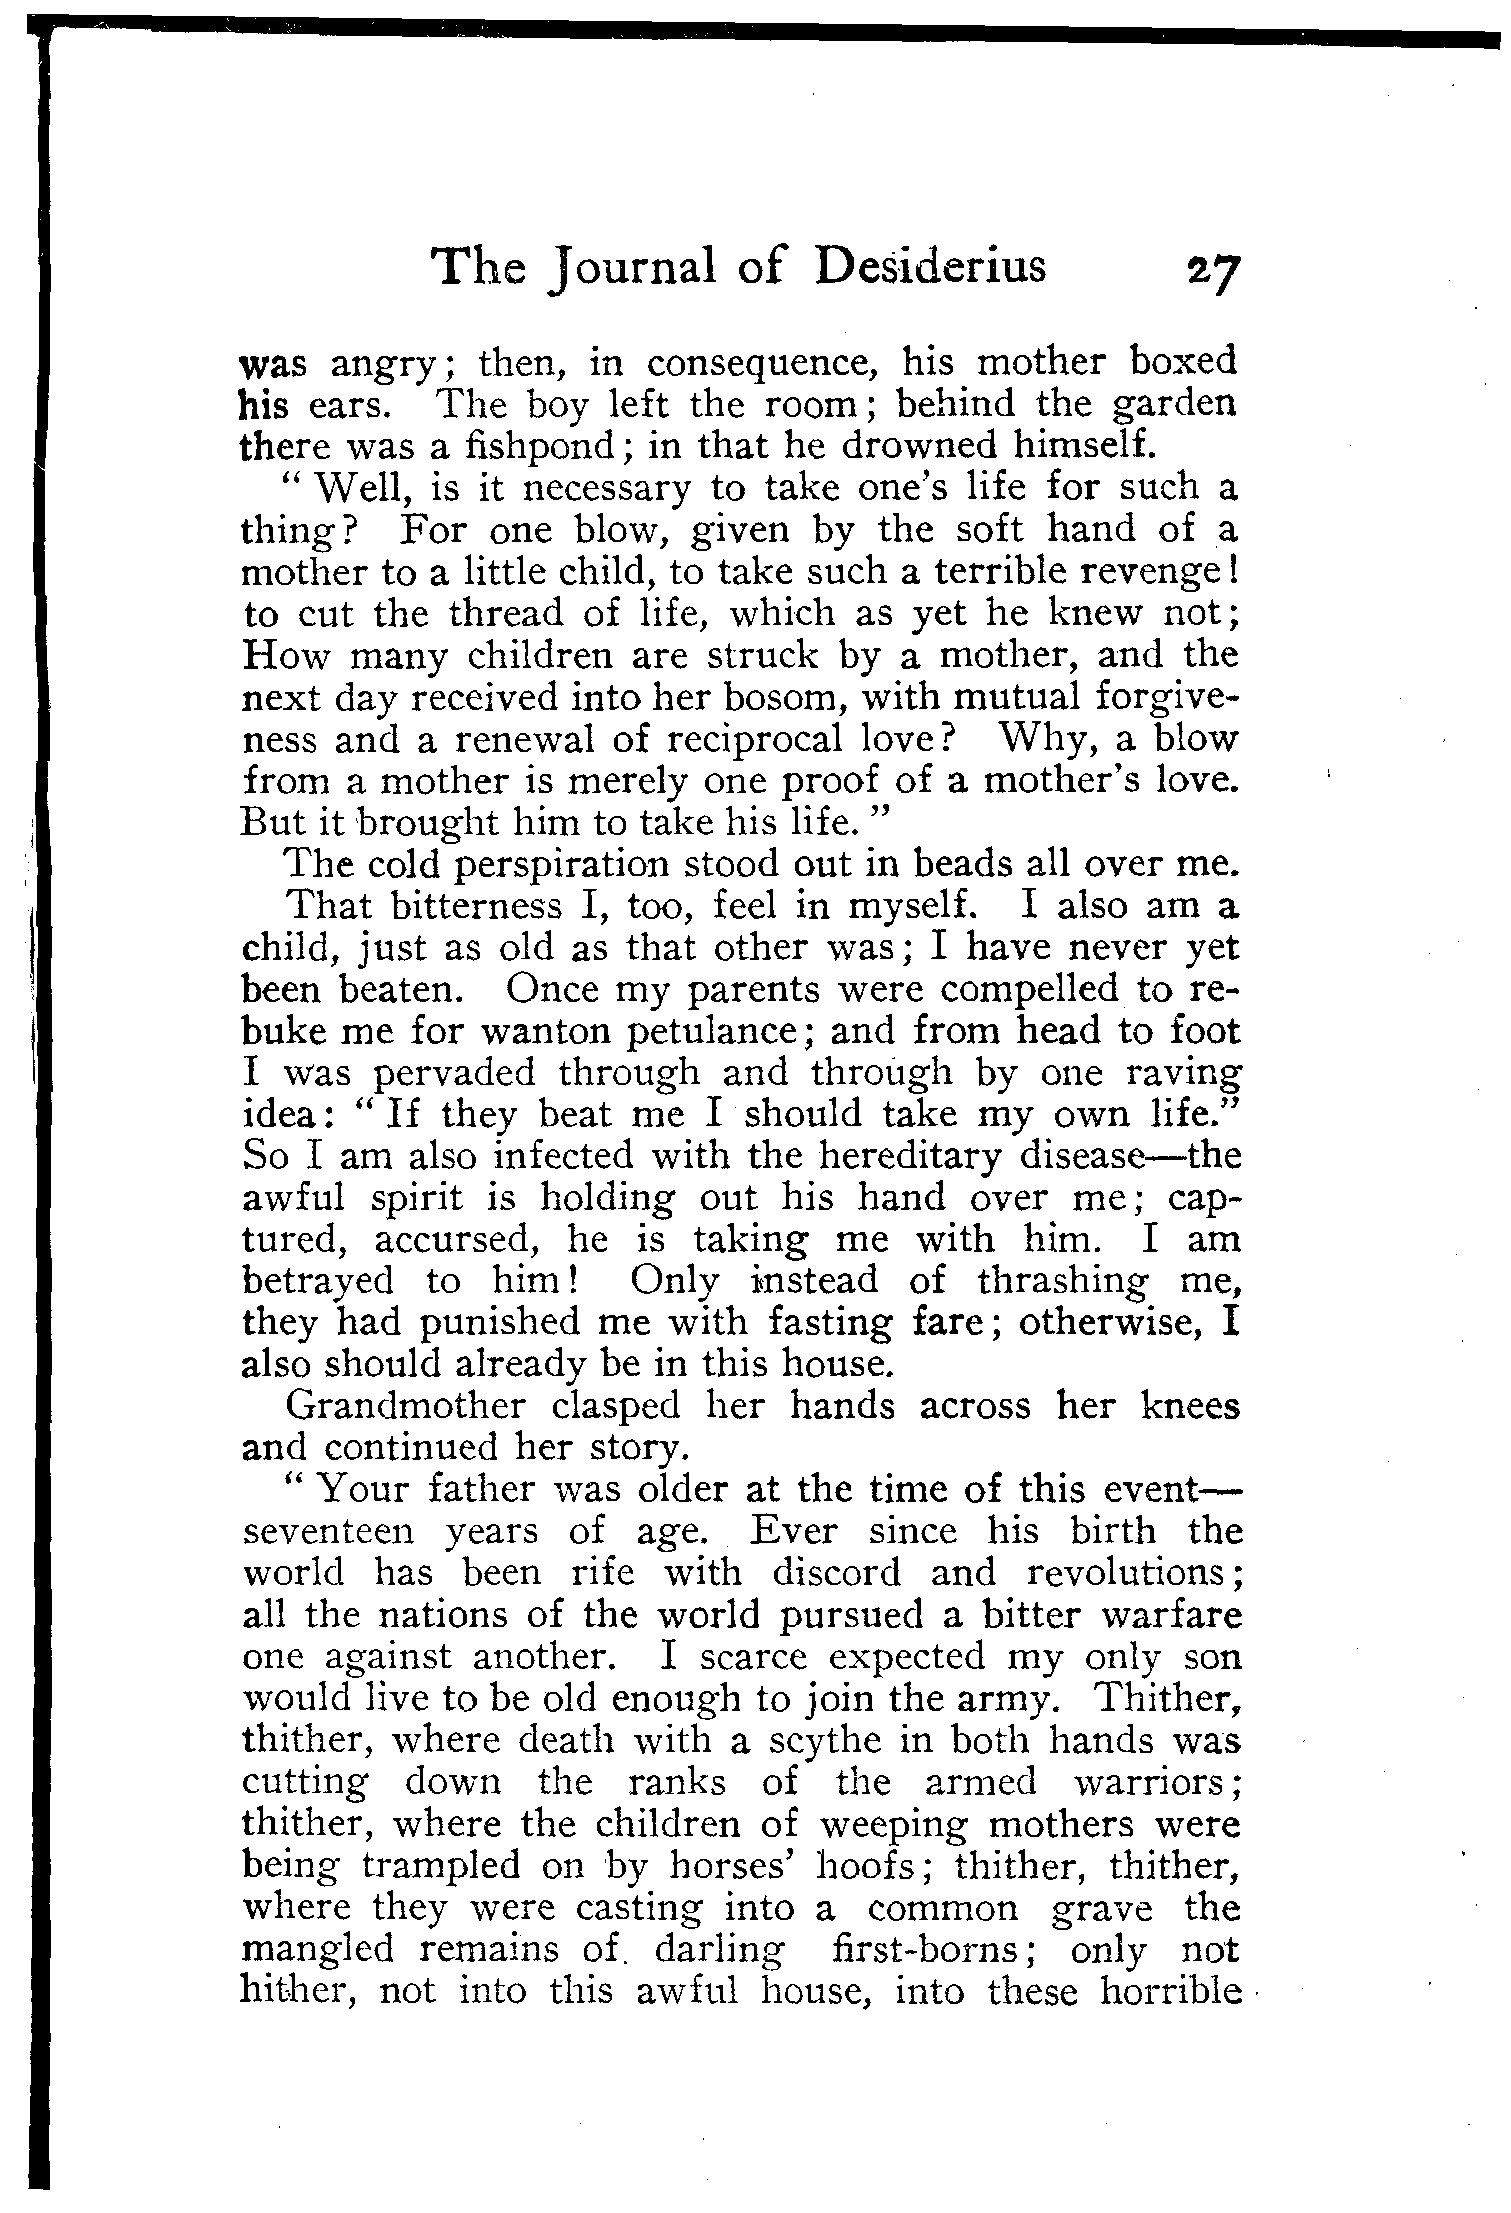 The Journal of Desiderius 27
was angry; then, in consequence, his mother boxed
his ears. The boy left the room; behind the garden
there was a fishpond; in that he drowned himself.
" Well, is it necessary to take one's life for such a
thing? For one blow, given by the soft hand of a
mother to a little child, to take such a terrible revenge!
to cut the thread of life, which as yet he knew not;
How many children are struck by a mother, and the
next day received into her bosom, with mutual forgive-
ness and a renewal of reciprocal love? Why, a blow
from a mother is merely one proof of a mother's love.
But it brought him to take his life. "
The cold perspiration stood out in beads all over me.
That bitterness I, too, feel in myself. I also am a
child, just as old as that other was; I have never yet
been beaten. Once my parents were compelled to re-
buke me for wanton petulance; and from head to foot
I was pervaded through and through by one raving
idea: " If they beat me I should take my own life."
So I am also infected with the hereditary disease—the
awful spirit is holding out his hand over me; cap-
tured, accursed, he is taking me with him. I am
betrayed to him! Only instead of thrashing me,
they had punished me with fasting fare; otherwise, I
also should already be in this house.
Grandmother clasped her hands across her knees
and continued her story.
" Your father was older at the time of this event—
seventeen years of age. Ever since his birth the
world has been rife with discord and revolutions;
all the nations of the world pursued a bitter warfare
one against another. I scarce expected my only son
would live to be old enough to join the army. Thither,
thither, where death with a scythe in both hands was
cutting down the ranks of the armed warriors;
thither, where the children of weeping mothers were
being trampled on by horses' hoofs; thither, thither,
where they were casting into a common grave the
mangled remains of. darling first-borns; only not
hither, not into this awful house, into these horrible